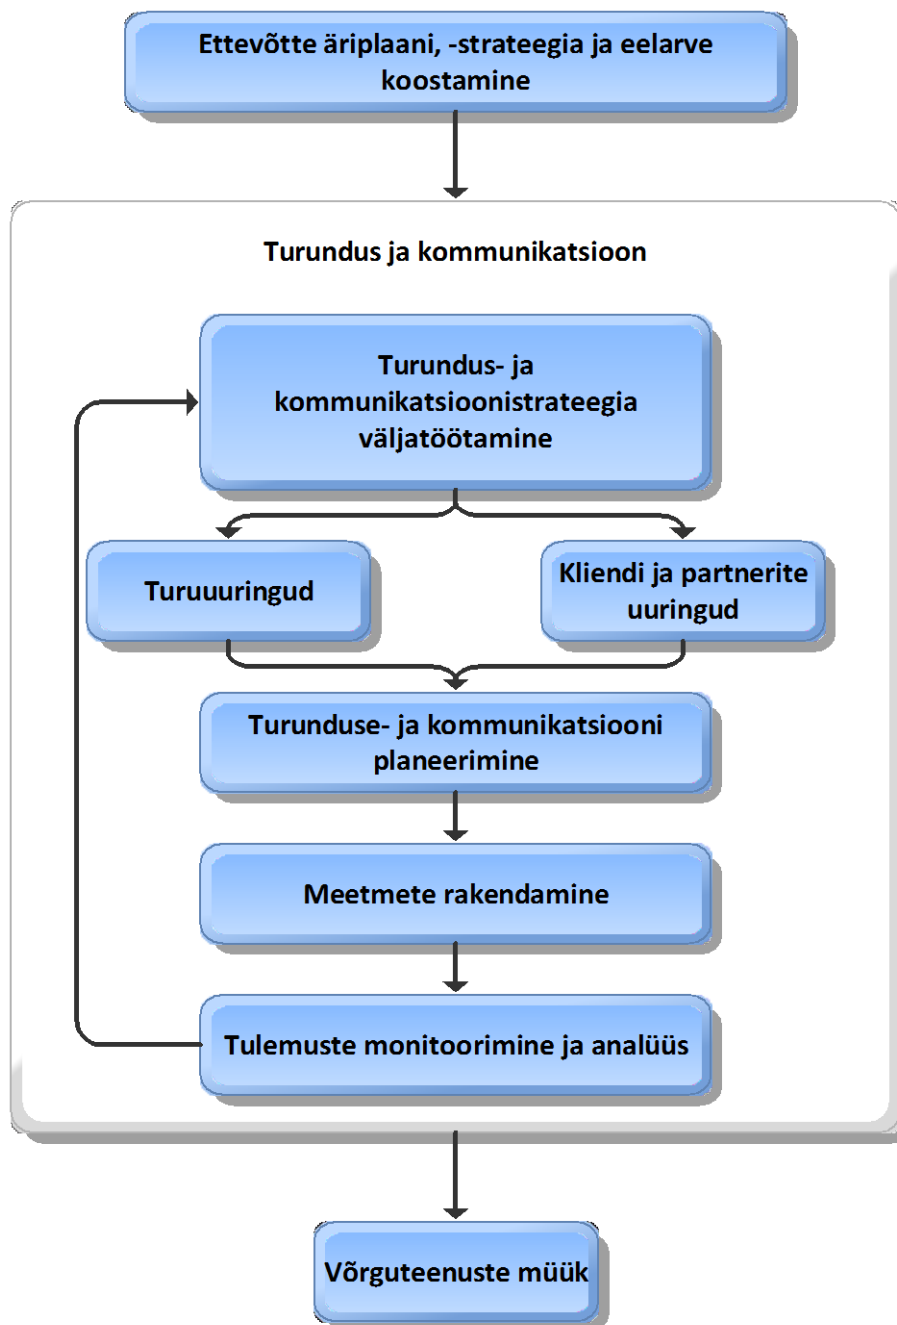 Ettevõtte äriplaani, -strateegia ja eelarve
koostamine
Turundus ja kommunikatsioon
Turundus- ja
kommunikatsioonistrateegia
väljatöötamine
Turuuuringud
Kliendi ja partnerite
uuringud
Turunduse- ja kommunikatsiooni
planeerimine
Meetmete rakendamine
Tulemuste monitoorimine ja analüüs
Võrguteenuste müük